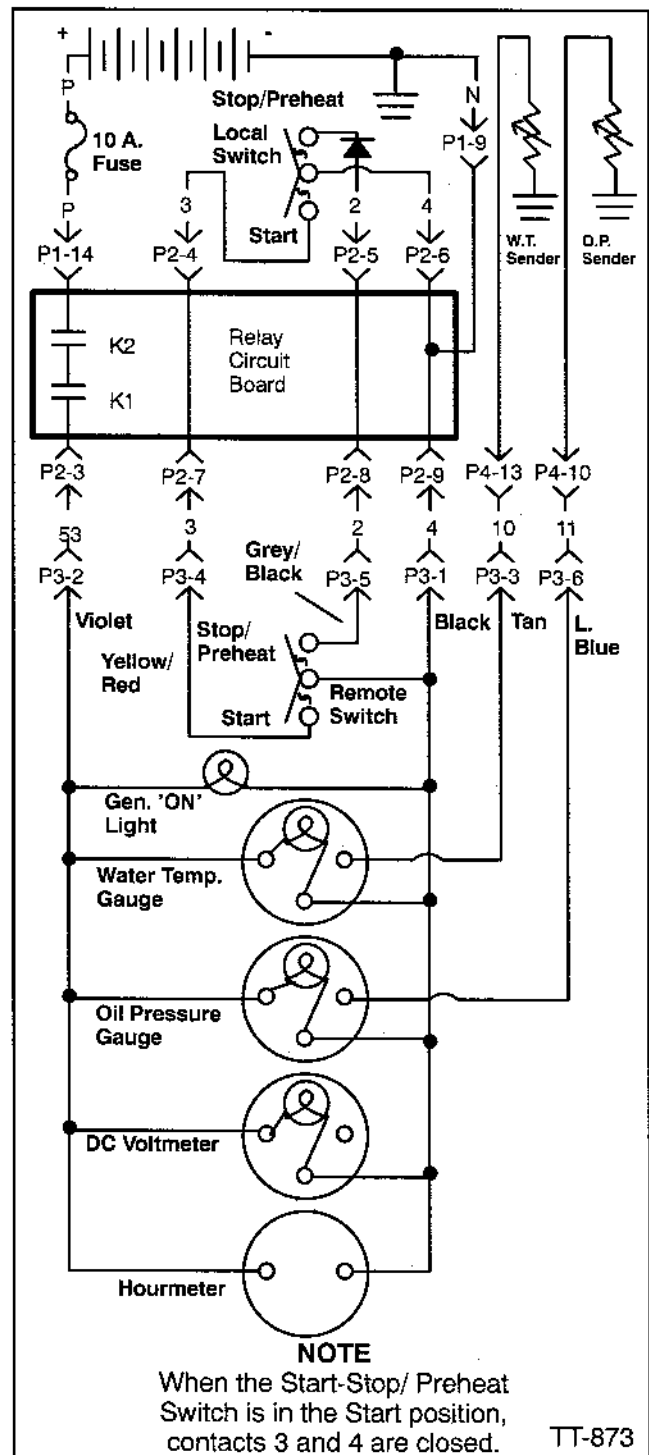 + -
P
N
Stop/Preheat
Local
Switch
10 A.
Fuse
P1-9
P
3
2
4
Start
P1-14
P2-4
P2-5
P2-6
W.T.
Sender
O.P.
Sender
K2
K1
Relay
Circuit
Board
P2-3
P2-7
P2-8
P2-9
P4-13
P4-10
53
3
2
4
10
11
Grey/
Black
P3-2
P3-4
P3-5
P3-1
P3-3
P3-6
Violet
Stop/
Preheat
Black
Tan
L.
Blue
Yellow/
Red
Start
Remote
Switch
Gen. 'ON'
Light
Water Temp.
Gauge
Oil Pressure
Gauge
DC Voltmeter
Hourmeter
NOTE
When the Start-Stop/ Preheat
Switch is in the Start position,
contacts 3 and 4 are closed.
TT-873